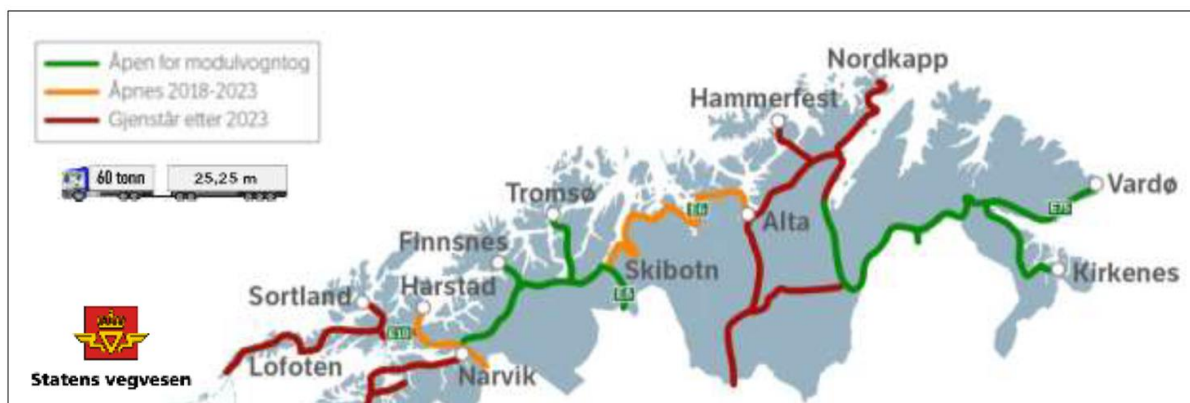 Åpen for modulvogntog
Åpnes 2018-2023
Gjenstår etter 2023
60 tonn
25,25 m
Nordkapp
Hammerfest
Tromsø
Vardø
E6
E75
Alta
Finnsnes
Skibotn
Kirkenes
Harstad
Sortland
E8
E10
Lofoten
Narvik
Statens vegvesen